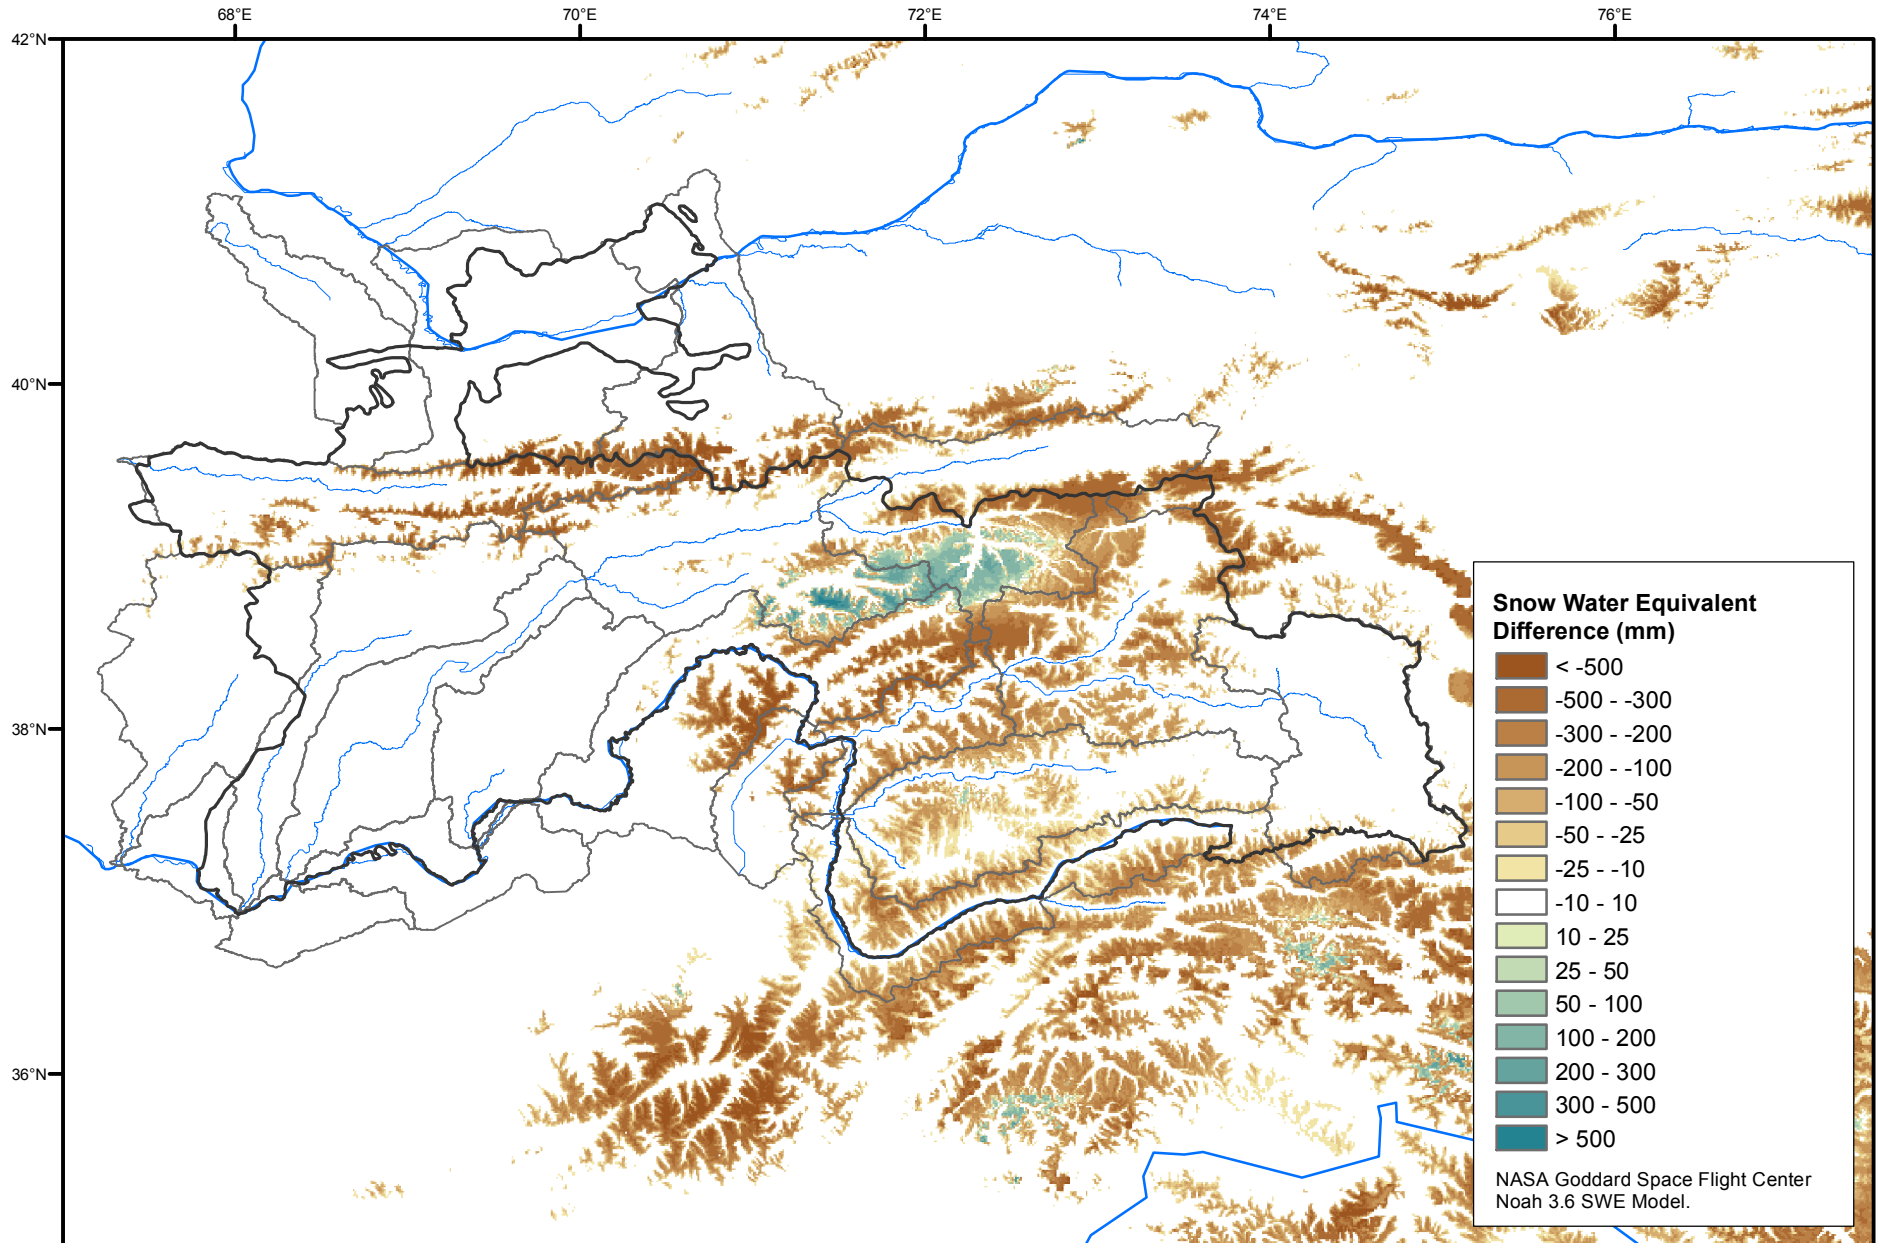 68°E
70°E
72°E
74°E
76°E
42°N
40°N
38°N
36°N
Snow Water Equivalent
Difference (mm)
< -500
-500 - -300
-300 - -200
-200 - -100
-100 - -50
-50 - -25
-25 - -10
-10 - 10
10 - 25
25 - 50
50 - 100
100 - 200
200 - 300
300 - 500
> 500
NASA Goddard Space Flight Center
Noah 3.6 SWE Model.